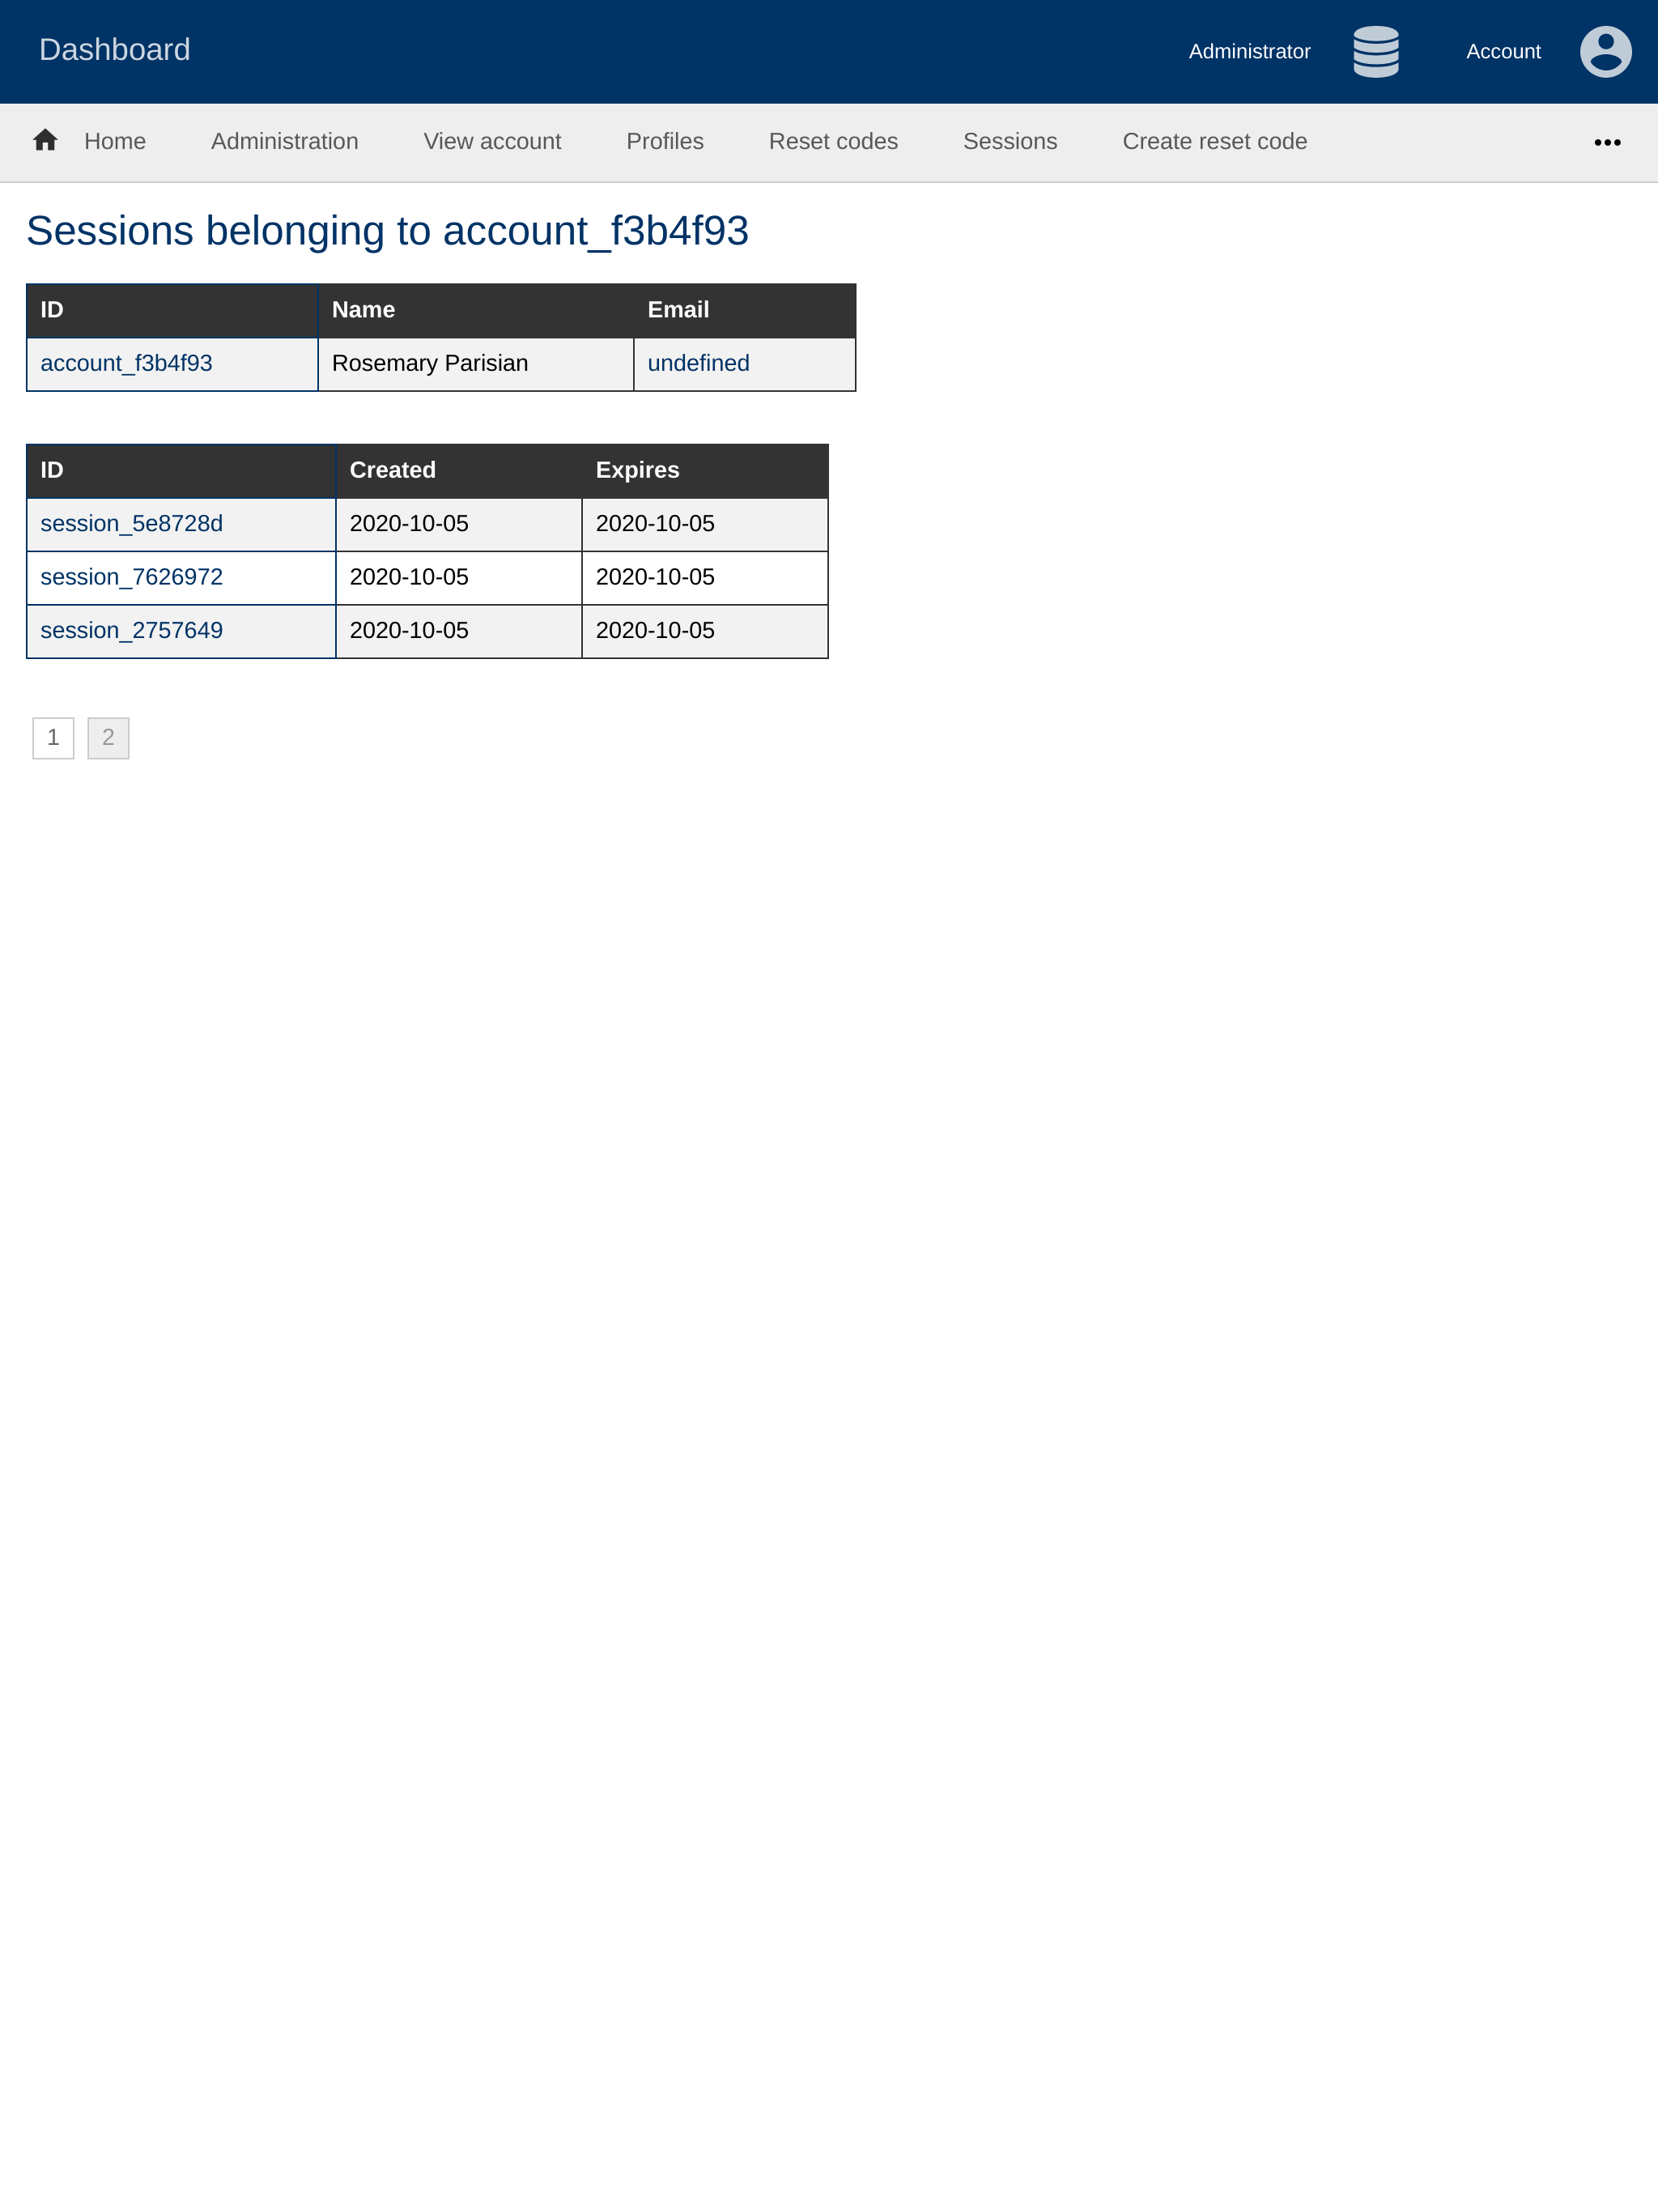 Dashboard Administrator Account
Home Administration View account Profiles Reset codes Sessions Create reset code •••
Sessions belonging to account_f3b4f93
ID Name Email
account_f3b4f93 Rosemary Parisian undefined
ID Created Expires
session_5e8728d 2020-10-05 2020-10-05
session_7626972 2020-10-05 2020-10-05
session_2757649 2020-10-05 2020-10-05
1 2